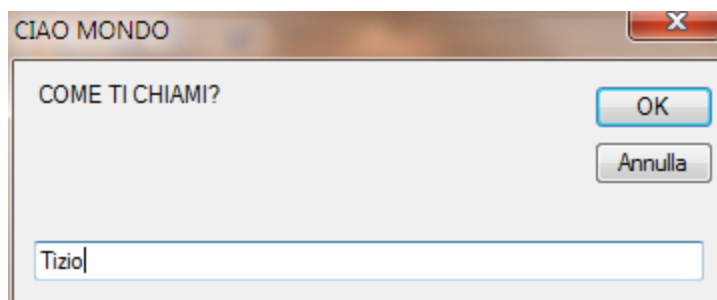 CIAO MONDO
COME TI CHIAMI?
OK
Annulla
Tizio